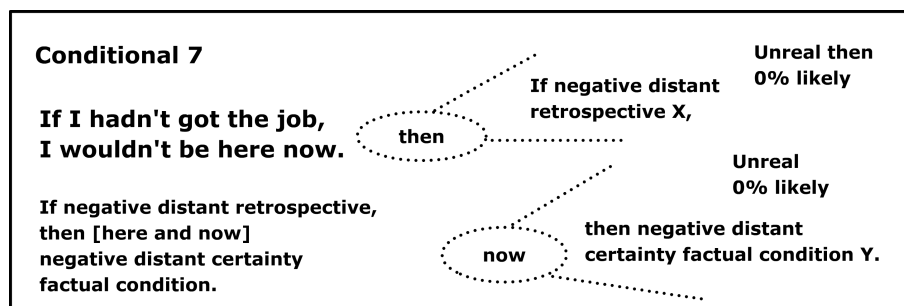 Conditional 7
If I hadn't got the job,
I wouldn't be here now.
If negative distant retrospective,
then [here and now]
negative distant certainty
factual condition.
then
If negative distant
retrospective X,
Unreal then
0% likely
now
then negative distant
certainty factual condition Y.
Unreal
0% likely